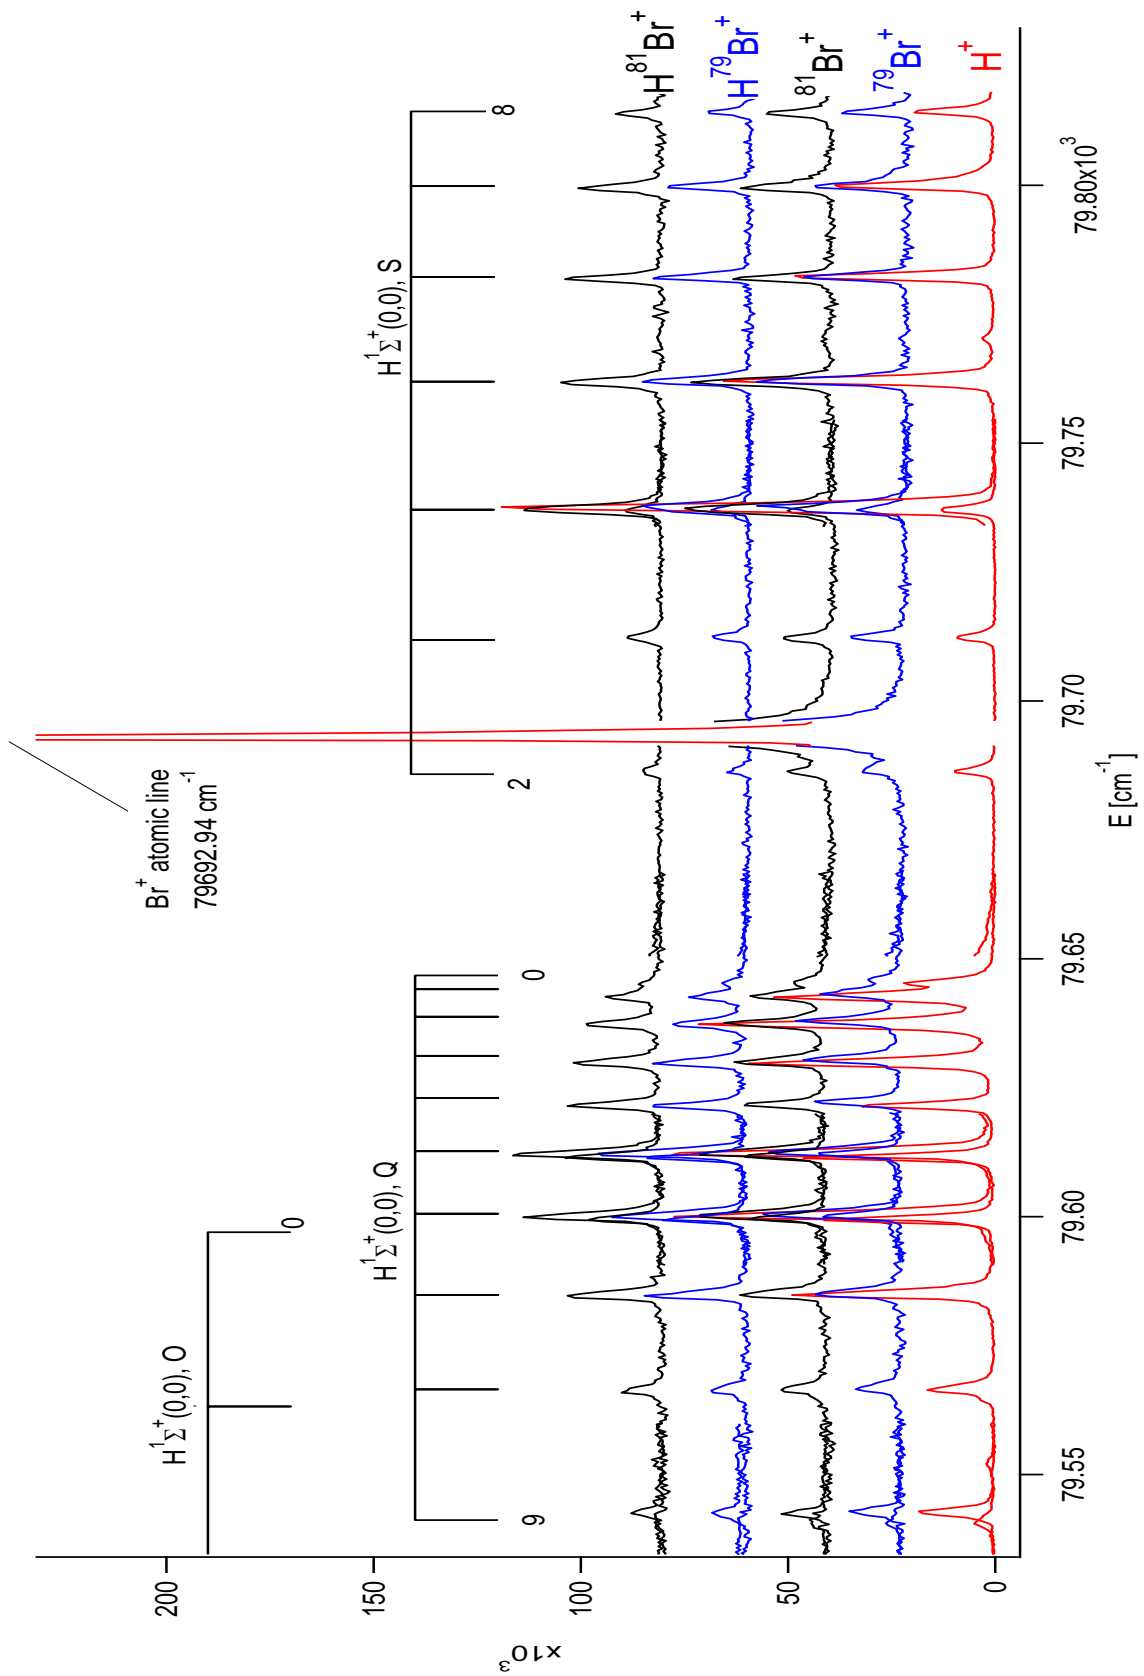 Br⁺ atomic line
79692.94 cm⁻¹
H¹Σ⁺(0,0), O
0
H¹Σ⁺(0,0), Q
9
0
H¹Σ⁺(0,0), S
2
8
H⁸¹Br⁺
H⁷⁹Br⁺
⁸¹Br⁺
⁷⁹Br⁺
H⁺
x10³
200
150
100
50
0
79.55
79.60
79.65
79.70
79.75
79.80x10³
E [cm⁻¹]